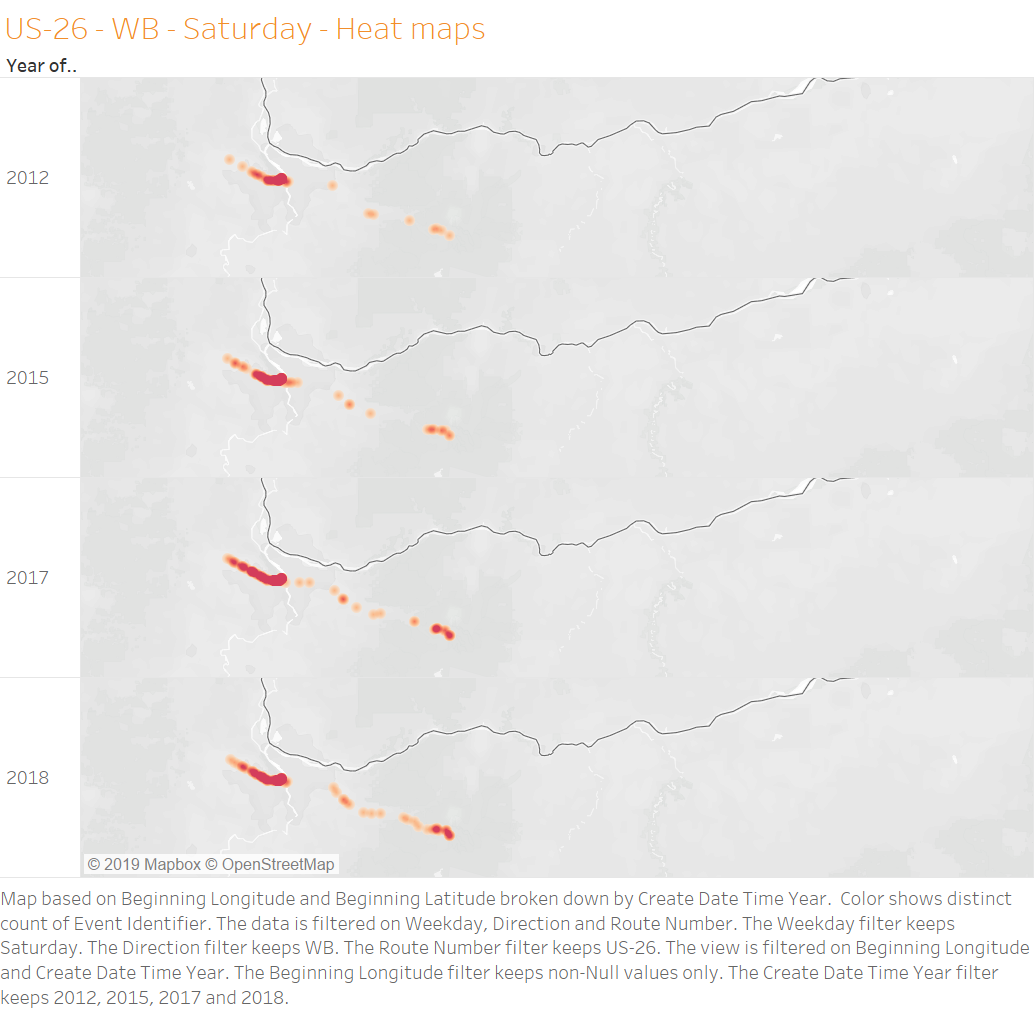 US-26 - WB - Saturday - Heat maps
Year of..
2012
2015
2017
2018
© 2019 Mapbox © OpenStreetMap
Map based on Beginning Longitude and Beginning Latitude broken down by Create Date Time Year.  Color shows distinct
count of Event Identifier. The data is filtered on Weekday, Direction and Route Number. The Weekday filter keeps
Saturday. The Direction filter keeps WB. The Route Number filter keeps US-26. The view is filtered on Beginning Longitude
and Create Date Time Year. The Beginning Longitude filter keeps non-Null values only. The Create Date Time Year filter
keeps 2012, 2015, 2017 and 2018.